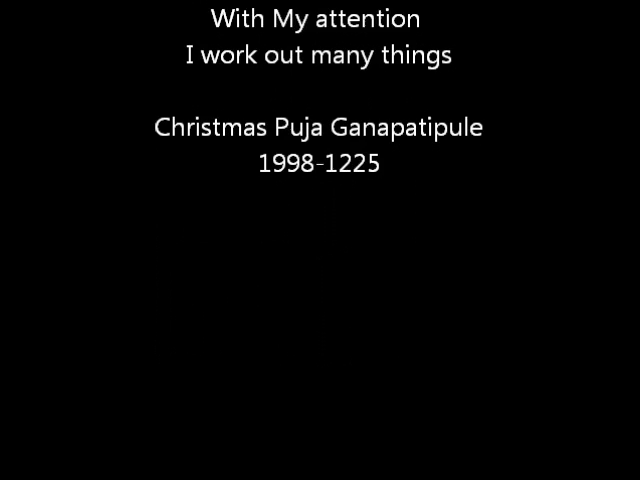 With My attention
I work out many things
Christmas Puja Ganapatipule
1998-1225